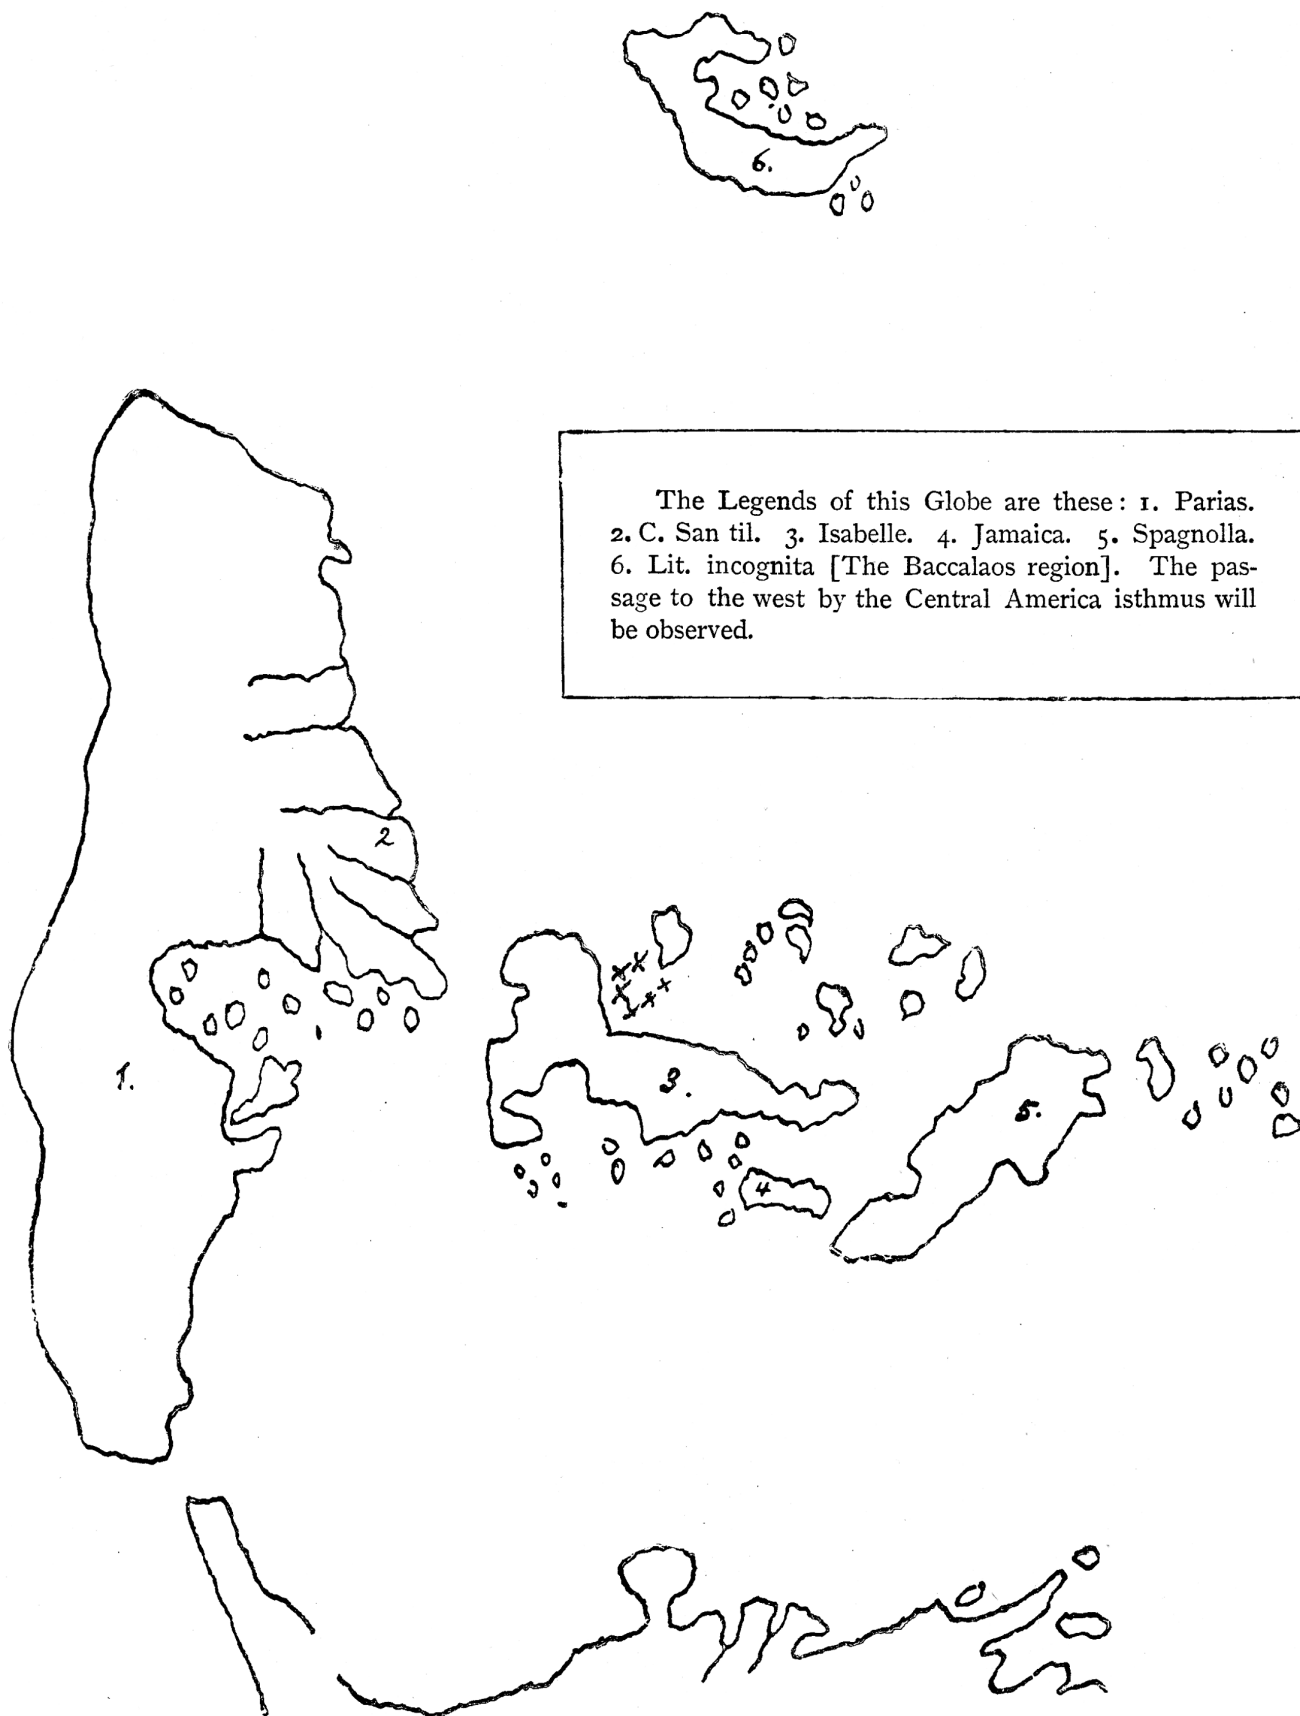 6.
The Legends of this Globe are these: 1. Parias.
2. C. San til. 3. Isabelle. 4. Jamaica. 5. Spagnolla.
6. Lit. incognita [The Baccalaos region]. The pas-
sage to the west by the Central America isthmus will
be observed.
2
1.
3.
5.
4